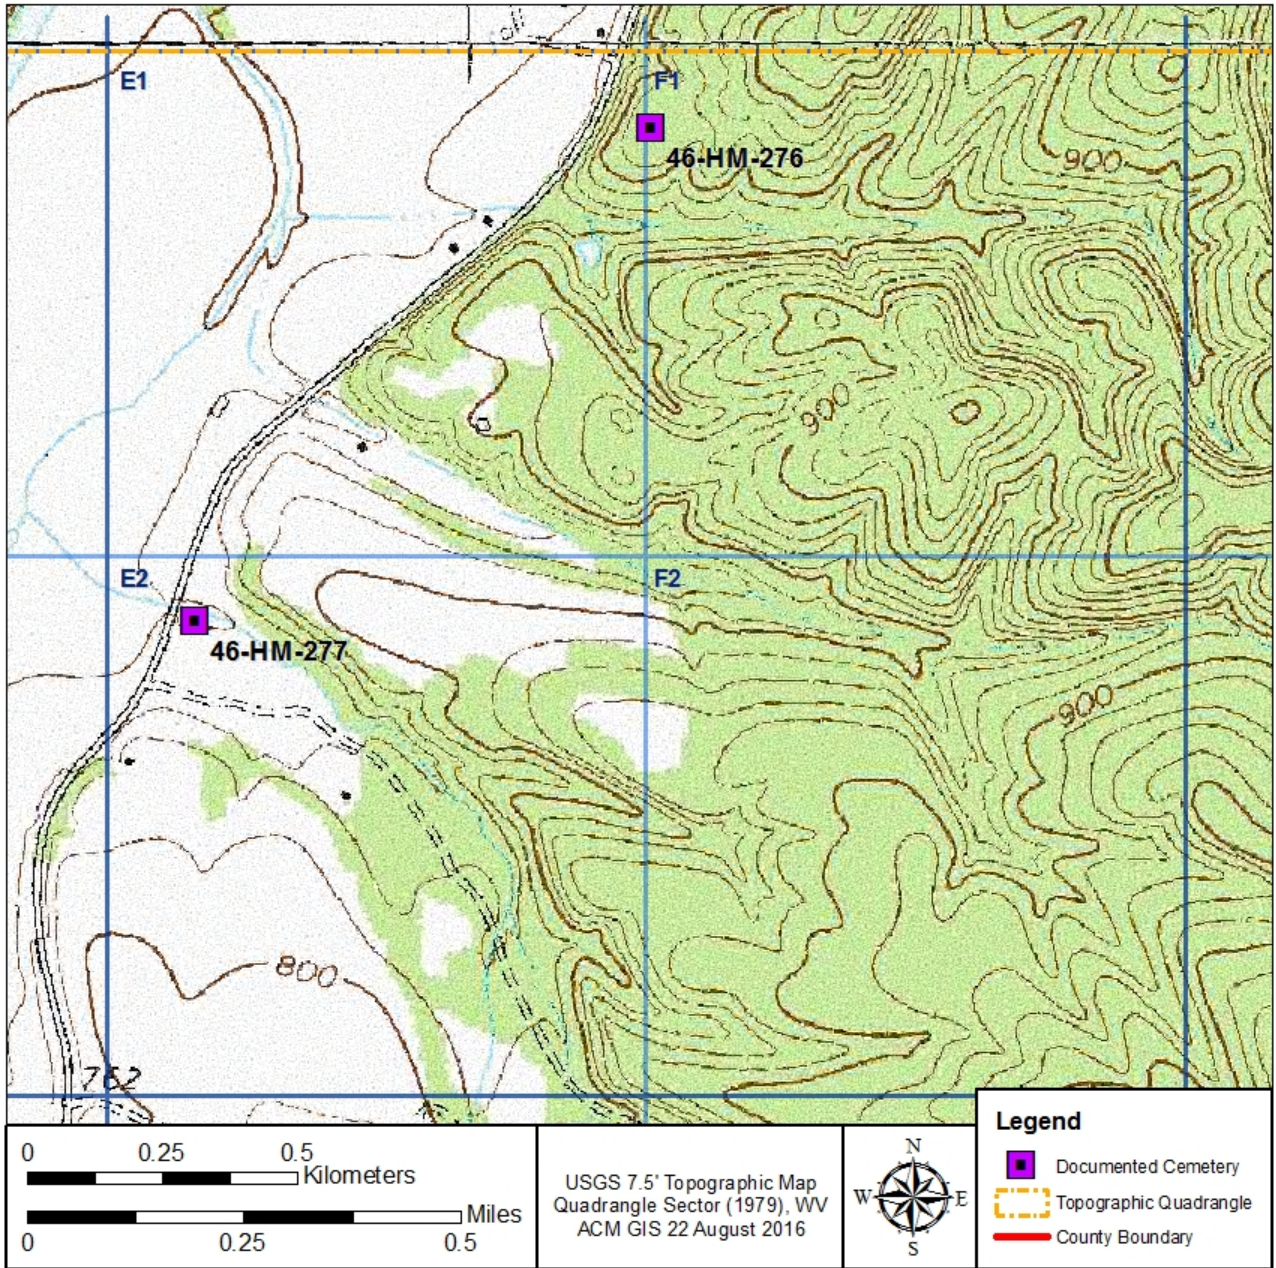 E1
F1
46-HM-276
900
900
E2
F2
46-HM-277
900
800
762
0 0.25 0.5
Kilometers
Miles
0 0.25 0.5
USGS 7.5' Topographic Map
Quadrangle Sector (1979), WV
ACM GIS 22 August 2016
N
W E
S
Legend
Documented Cemetery
Topographic Quadrangle
County Boundary